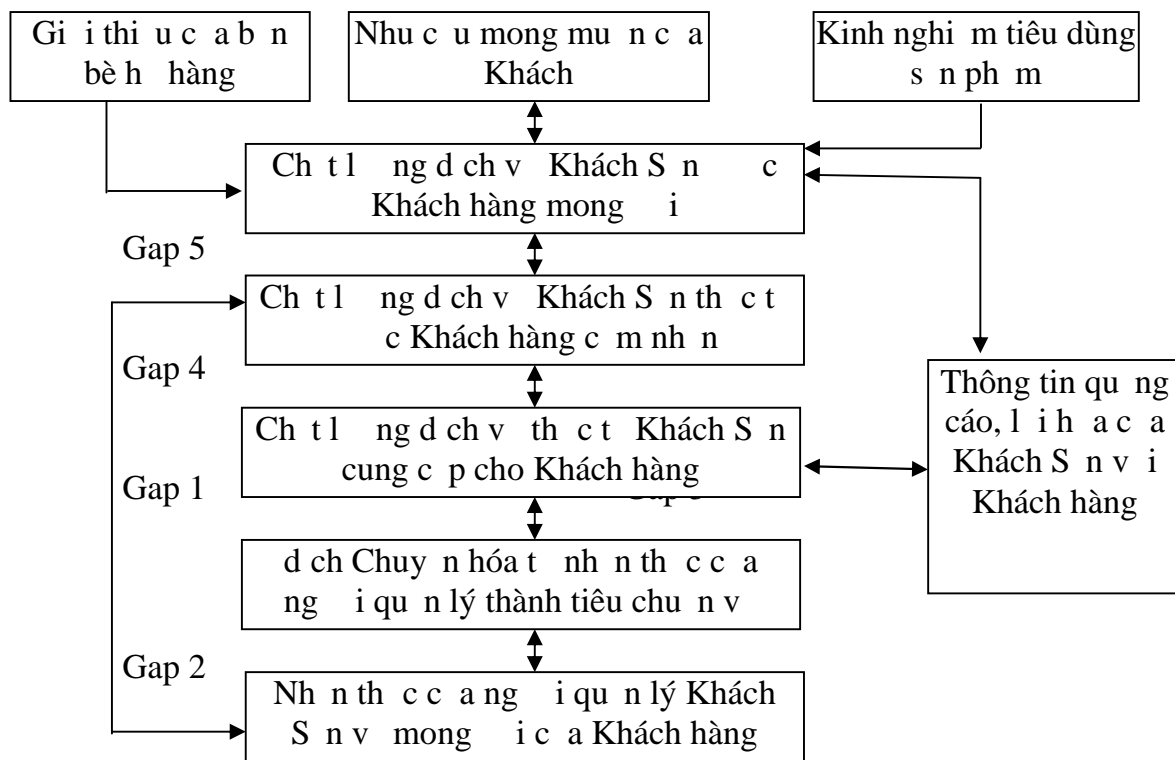 Gi i thi u c a b n
bè h hàng
Nhu c u mong mu n c a
Khách
Kinh nghi m tiêu dùng
s n ph m
Ch t l ng d ch v Khách S n c
Khách hàng mong i
Gap 5
Ch t l ng d ch v Khách S n th c t
c Khách hàng c m nh n
Gap 4
Thông tin qu ng
cáo, l i h a c a
Khách S n v i
Khách hàng
Ch t l ng d ch v th c t Khách S n
cung c p cho Khách hàng
Gap 1
d ch Chuy n hóa t nh n th c c a
ng i qu n lý thành tiêu chu n v
Gap 2
Nh n th c c a ng i qu n lý Khách
S n v mong i c a Khách hàng